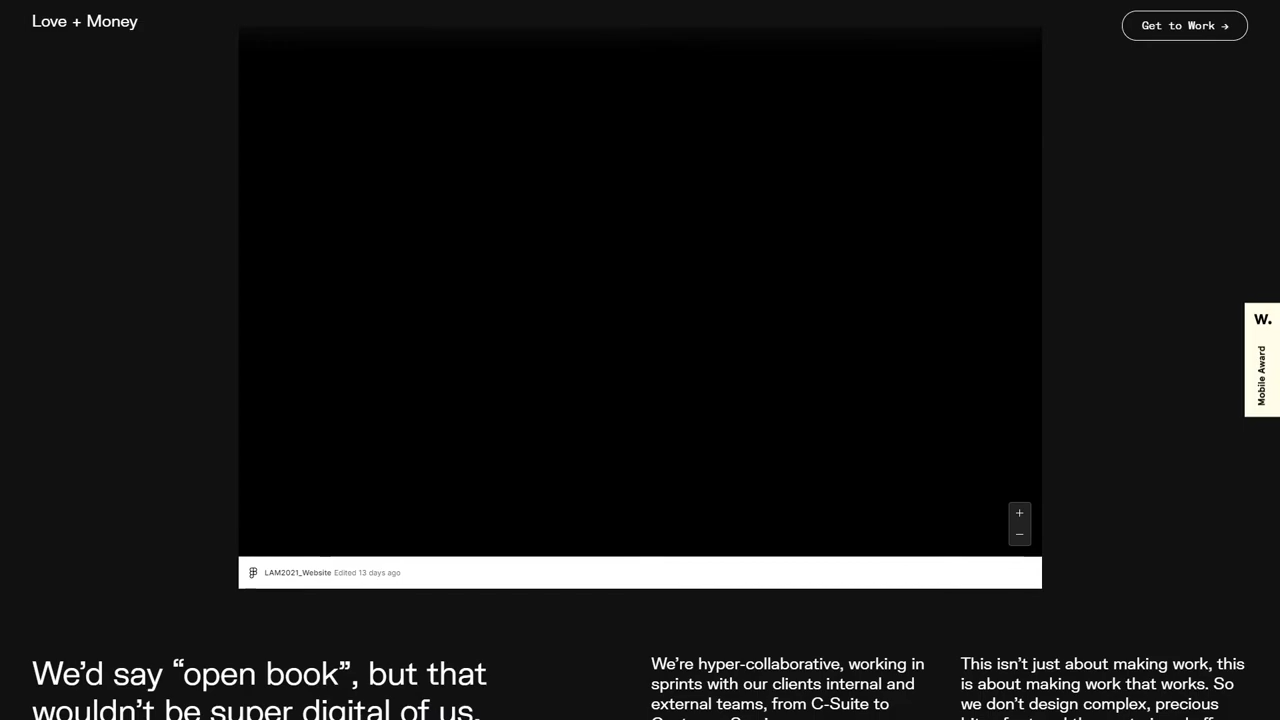 Love + Money
Get to Work →
W.
Mobile Award
+
−
LAM2021_Website Edited 13 days ago
We’d say “open book”, but that
wouldn’t be super digital of us.
We’re hyper-collaborative, working in
sprints with our clients internal and
external teams, from C-Suite to
This isn’t just about making work, this
is about making work that works. So
we don’t design complex, precious